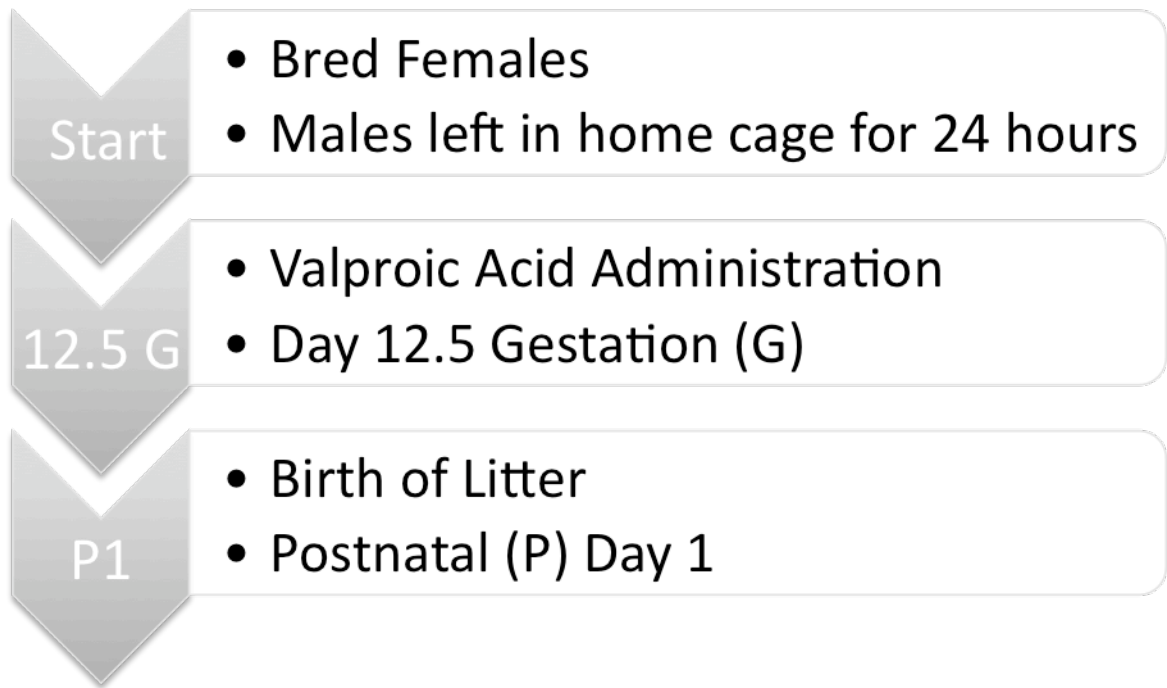 Start
• Bred Females
• Males left in home cage for 24 hours
12.5 G
• Valproic Acid Administration
• Day 12.5 Gestation (G)
P1
• Birth of Litter
• Postnatal (P) Day 1